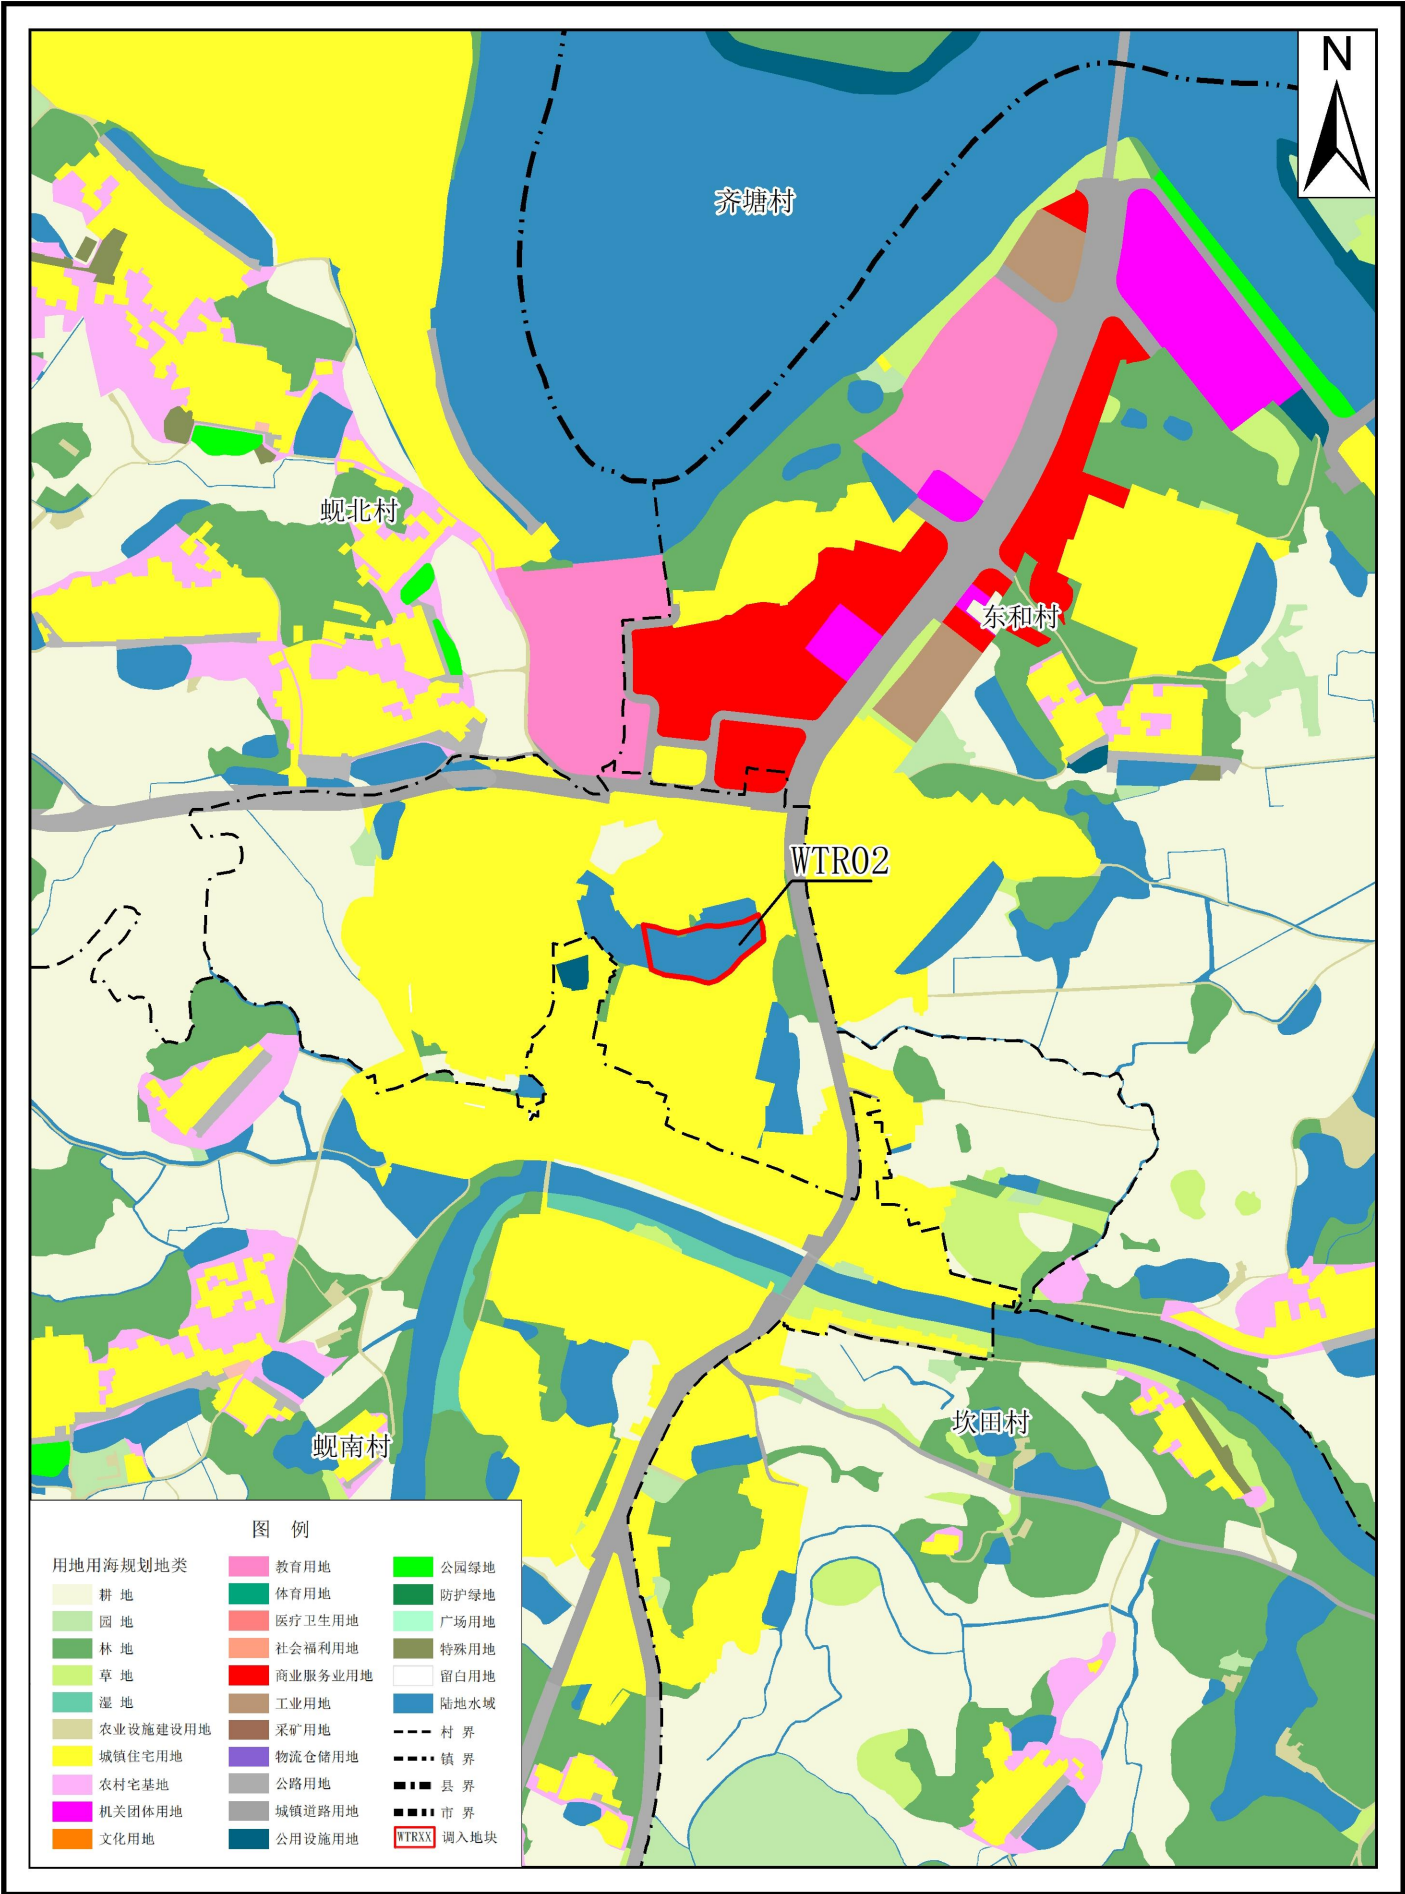 N
齐塘村
蚬北村
东和村
WTR02
坎田村
蚬南村
图 例
用地用海规划地类
耕 地
园 地
林 地
草 地
湿 地
农业设施建设用地
城镇住宅用地
农村宅基地
机关团体用地
文化用地
教育用地
体育用地
医疗卫生用地
社会福利用地
商业服务业用地
工业用地
采矿用地
物流仓储用地
公路用地
城镇道路用地
公用设施用地
公园绿地
防护绿地
广场用地
特殊用地
留白用地
陆地水域
村 界
镇 界
县 界
市 界
WTRXX 调入地块